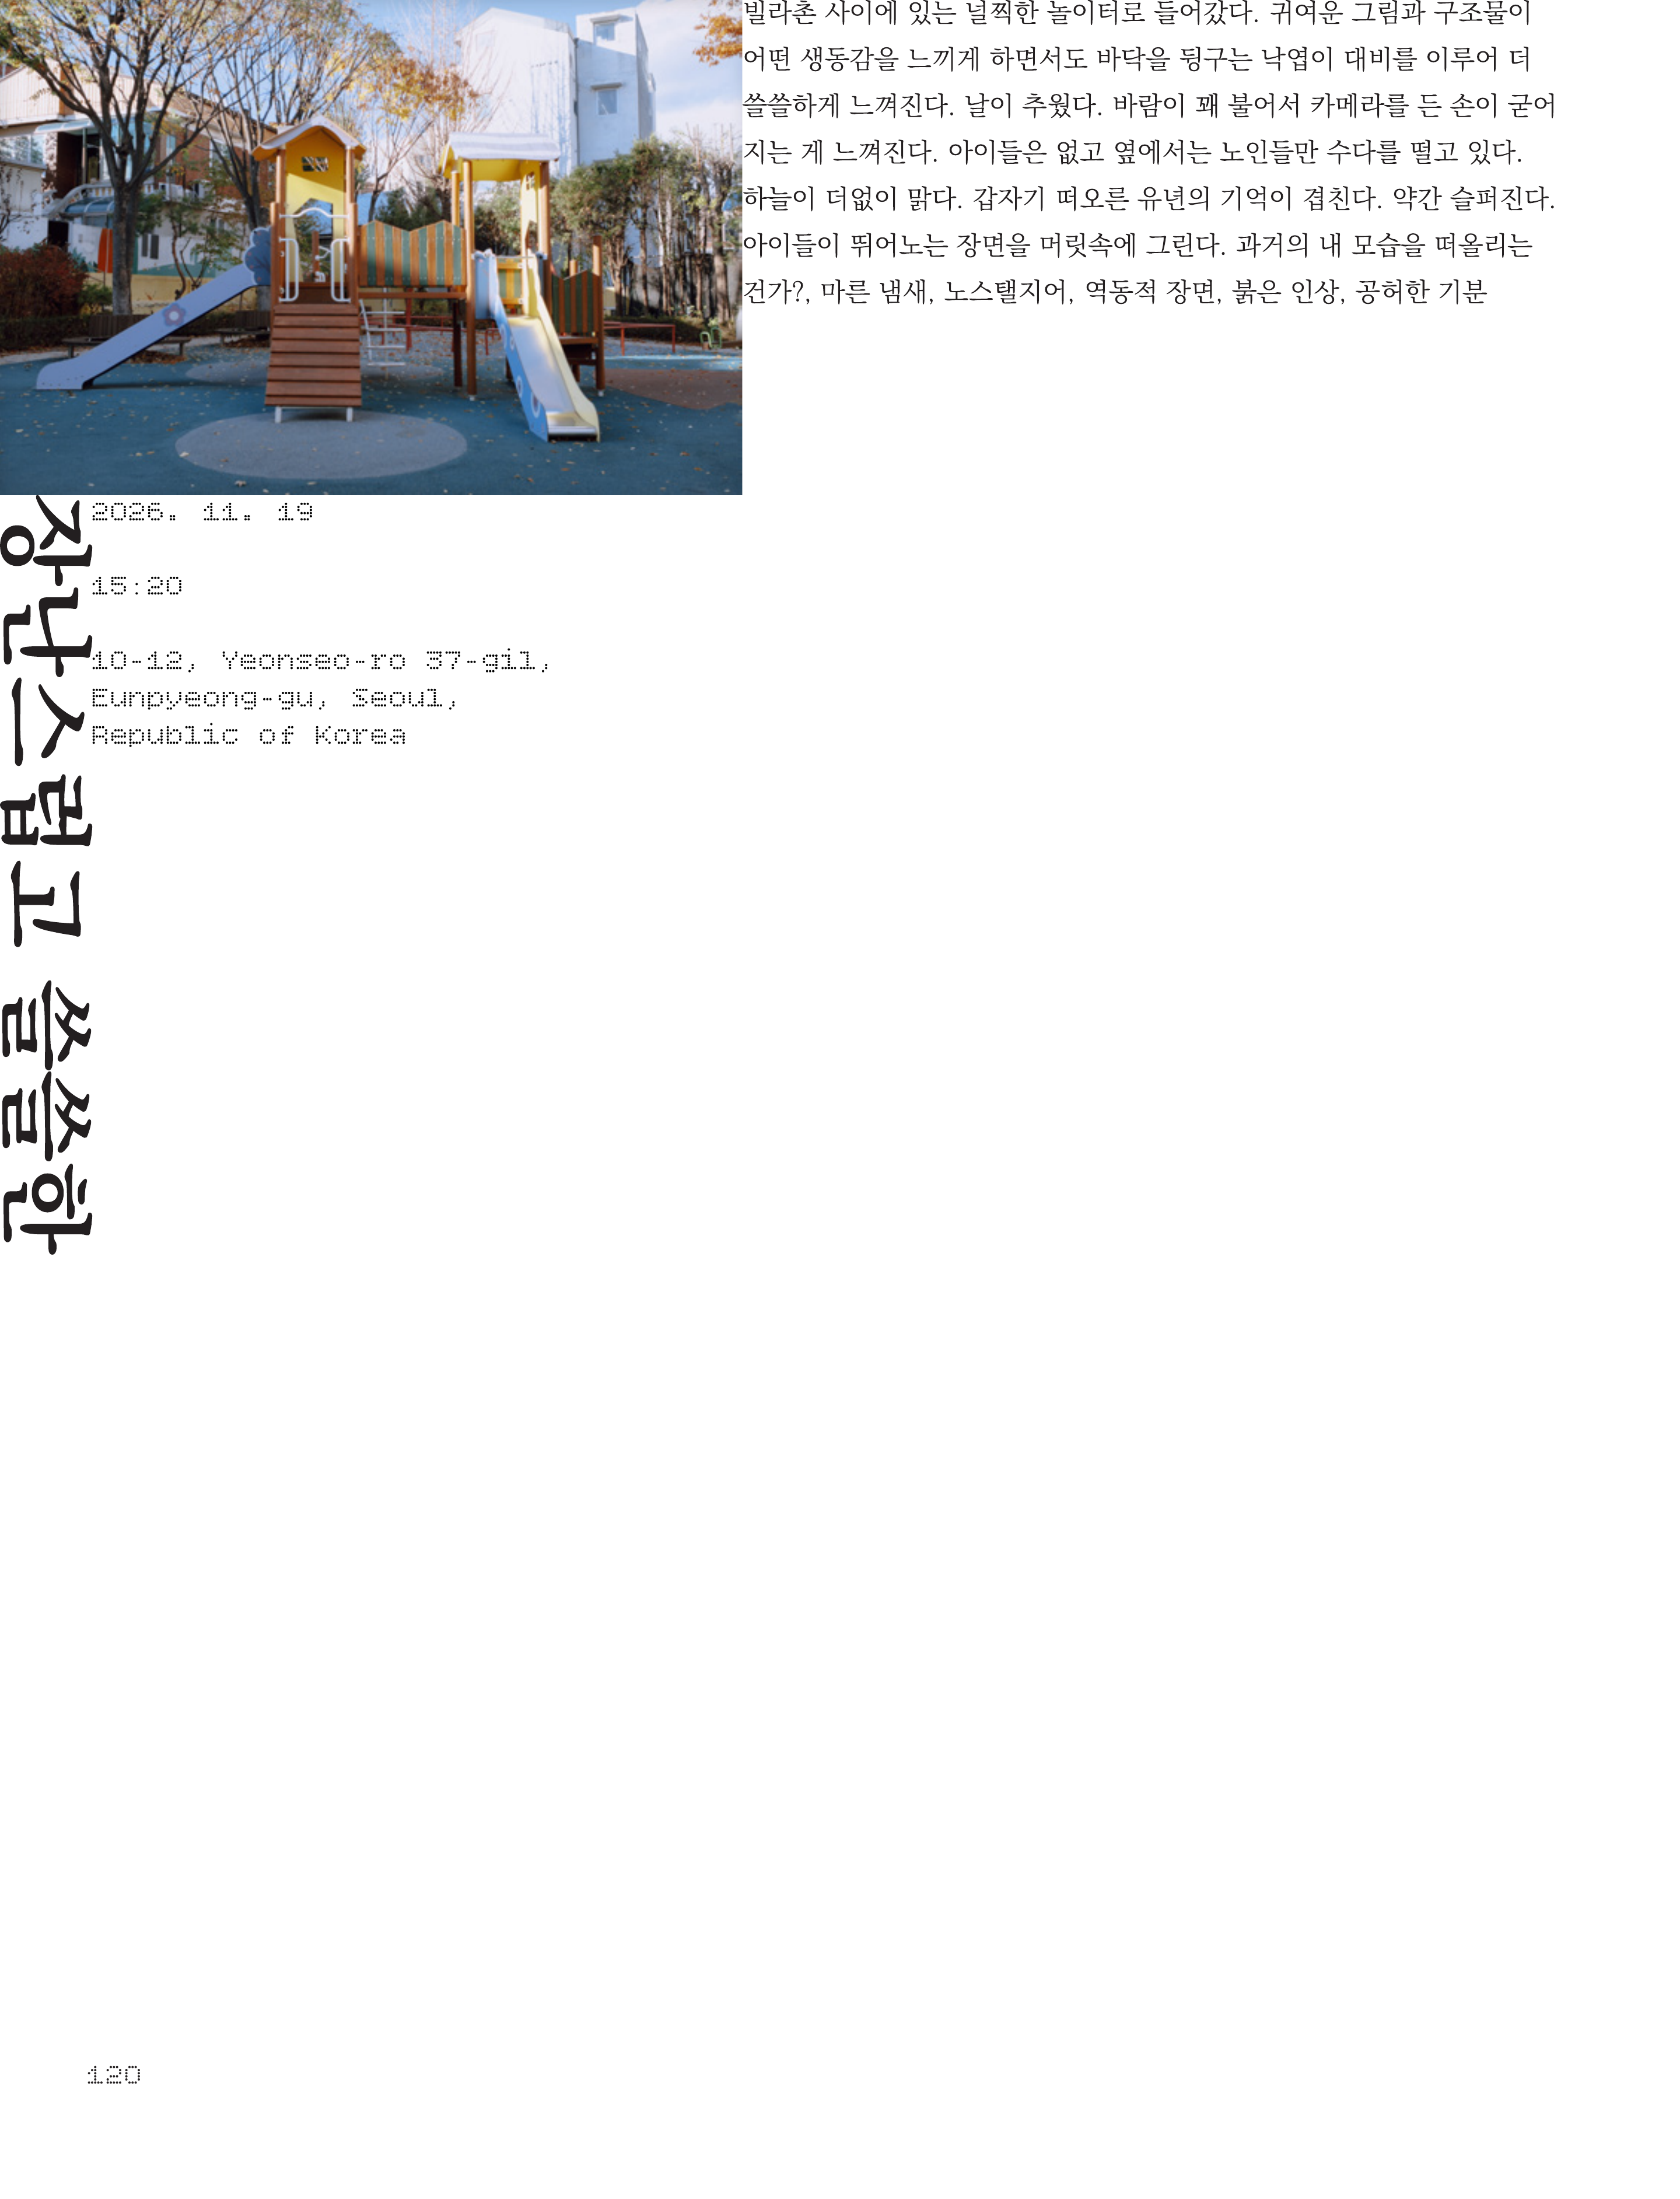 빌라촌 사이에 있는 널찍한 놀이터로 들어갔다. 귀여운 그림과 구조물이
어떤 생동감을 느끼게 하면서도 바닥을 뒹구는 낙엽이 대비를 이루어 더
쓸쓸하게 느껴진다. 날이 추웠다. 바람이 꽤 불어서 카메라를 든 손이 굳어
지는 게 느껴진다. 아이들은 없고 옆에서는 노인들만 수다를 떨고 있다.
하늘이 더없이 맑다. 갑자기 떠오른 유년의 기억이 겹친다. 약간 슬퍼진다.
아이들이 뛰어노는 장면을 머릿속에 그린다. 과거의 내 모습을 떠올리는
건가?, 마른 냄새, 노스탤지어, 역동적 장면, 붉은 인상, 공허한 기분
장난스럽고 쓸쓸한
2026. 11. 19
15:20
10-12, Yeonseo-ro 37-gil,
Eunpyeong-gu, Seoul,
Republic of Korea
120